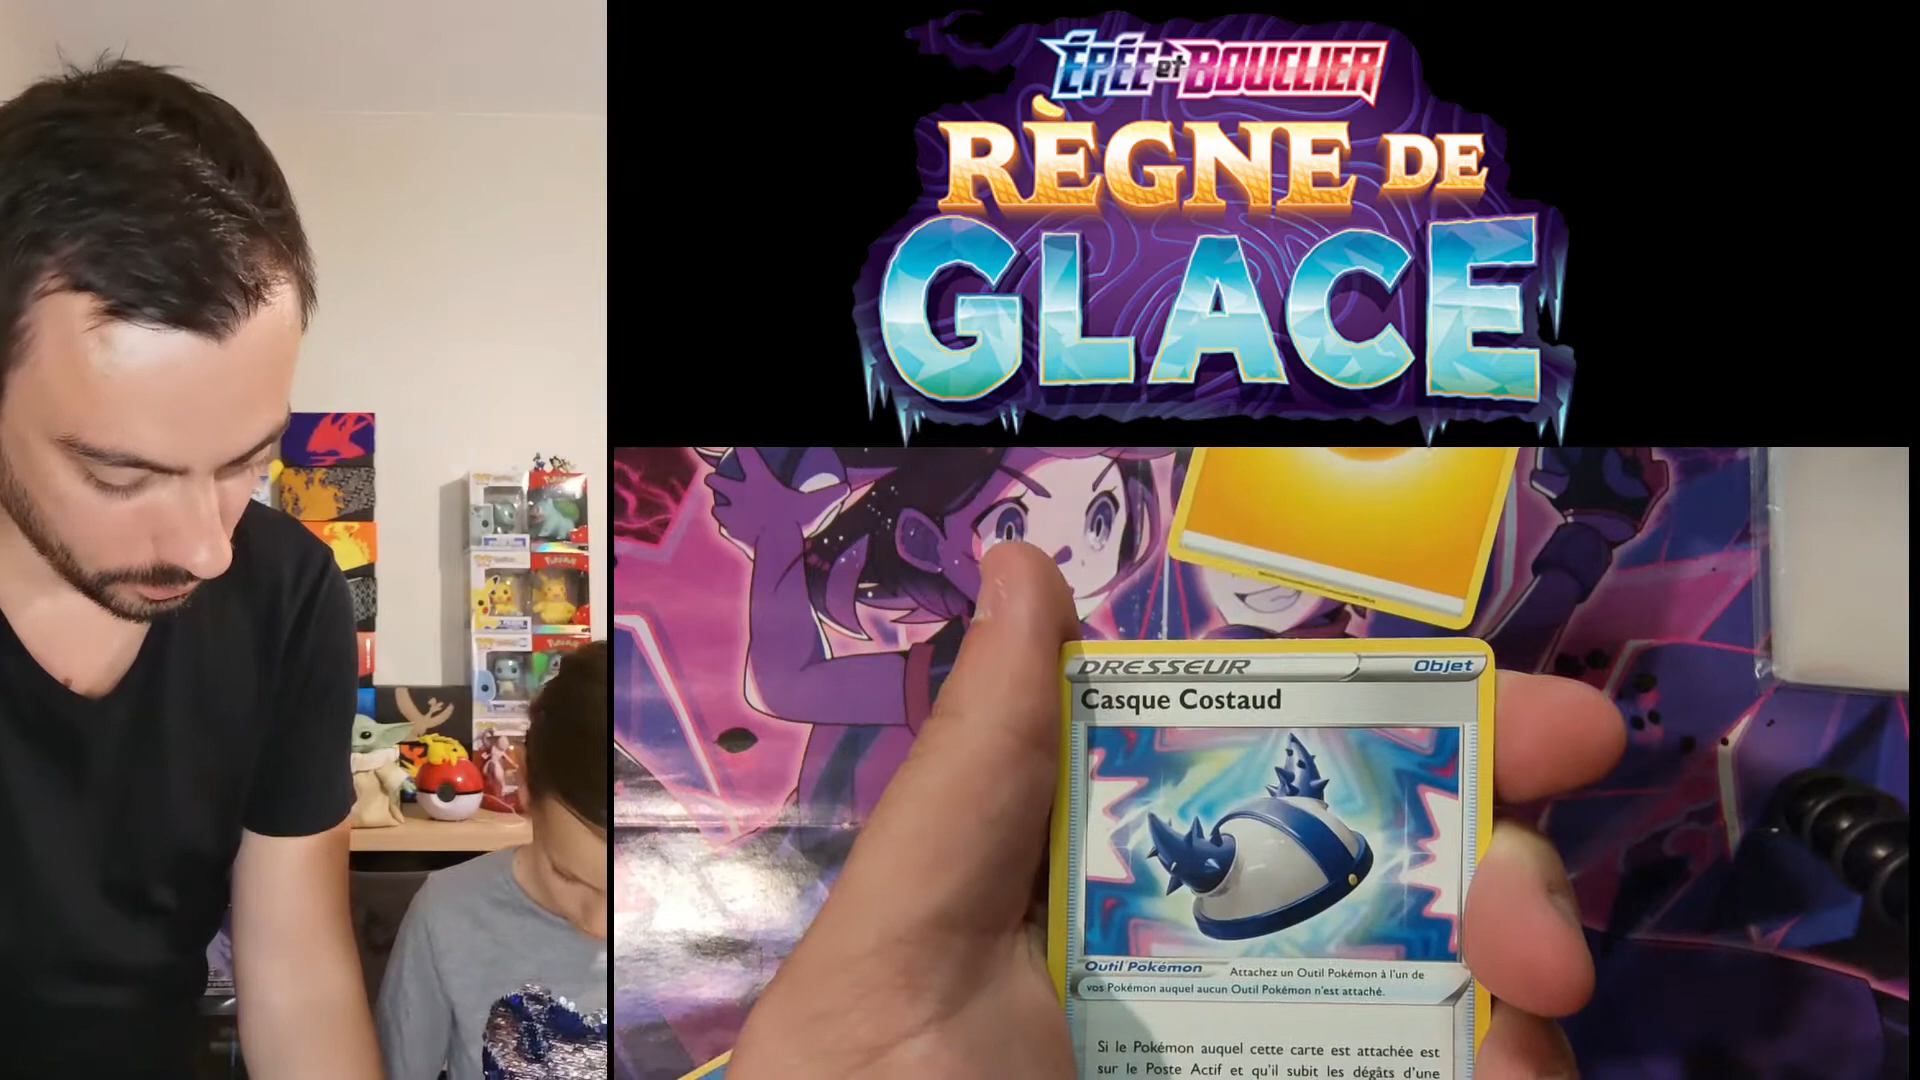 ÉPÉE et BOUCLIER
RÈGNE DE
GLACE
DRESSEUR
Objet
Casque Costaud
Outil Pokémon
Attachez un Outil Pokémon à l'un de
vos Pokémon auquel aucun Outil Pokémon n'est attaché.
Si le Pokémon auquel cette carte est attachée est
sur le Poste Actif et qu'il subit les dégâts d'une